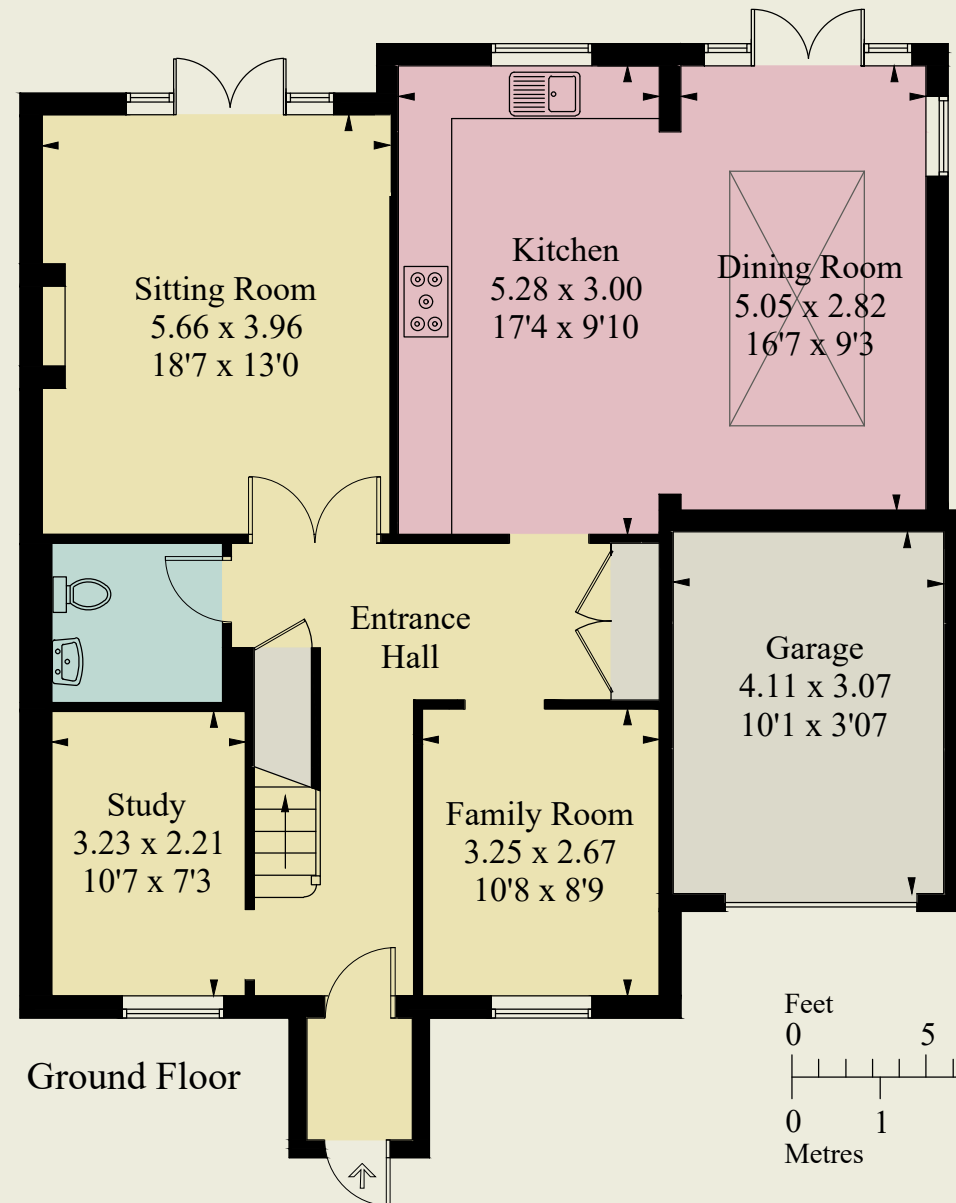 Kitchen
5.28 x 3.00
17'4 x 9'10
Dining Room
5.05 x 2.82
16'7 x 9'3
Sitting Room
5.66 x 3.96
18'7 x 13'0
Entrance
Hall
Garage
4.11 x 3.07
10'1 x 3'07
Study
3.23 x 2.21
10'7 x 7'3
Family Room
3.25 x 2.67
10'8 x 8'9
Ground Floor
Feet
0 5
0 1
Metres